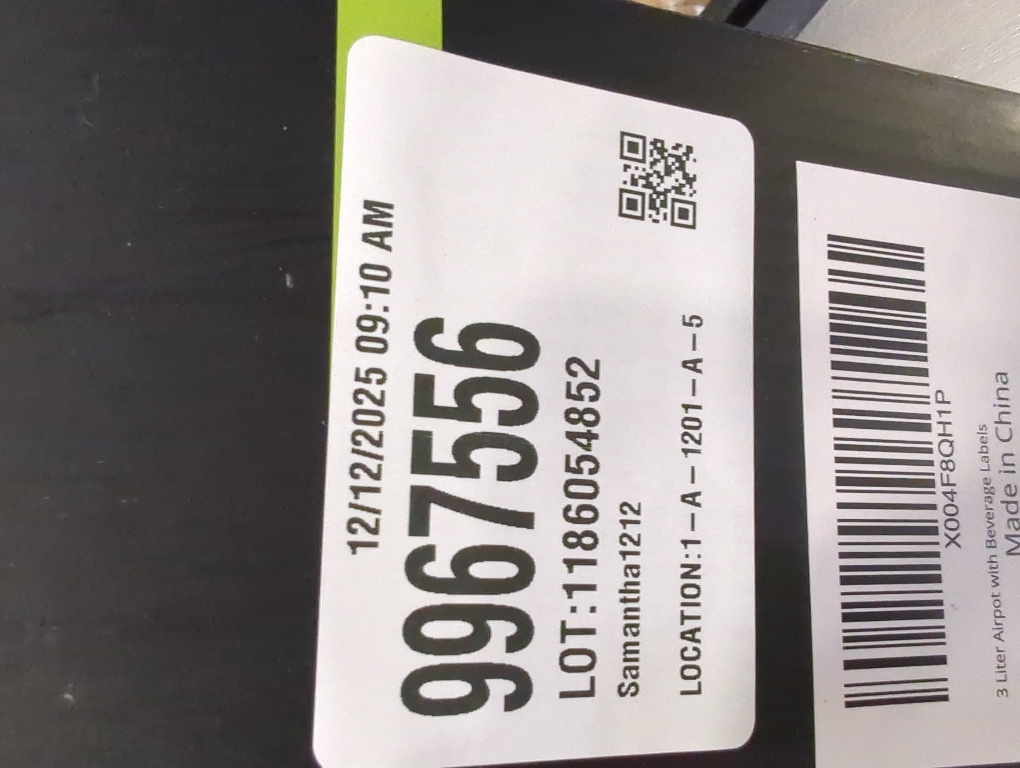 12/12/2025 09:10 AM
9967556
LOT:1186054852
Samantha1212
LOCATION:1-A-1201-A-5
X004F8QH1P
3 Liter Airpot with Beverage Labels
Made in China